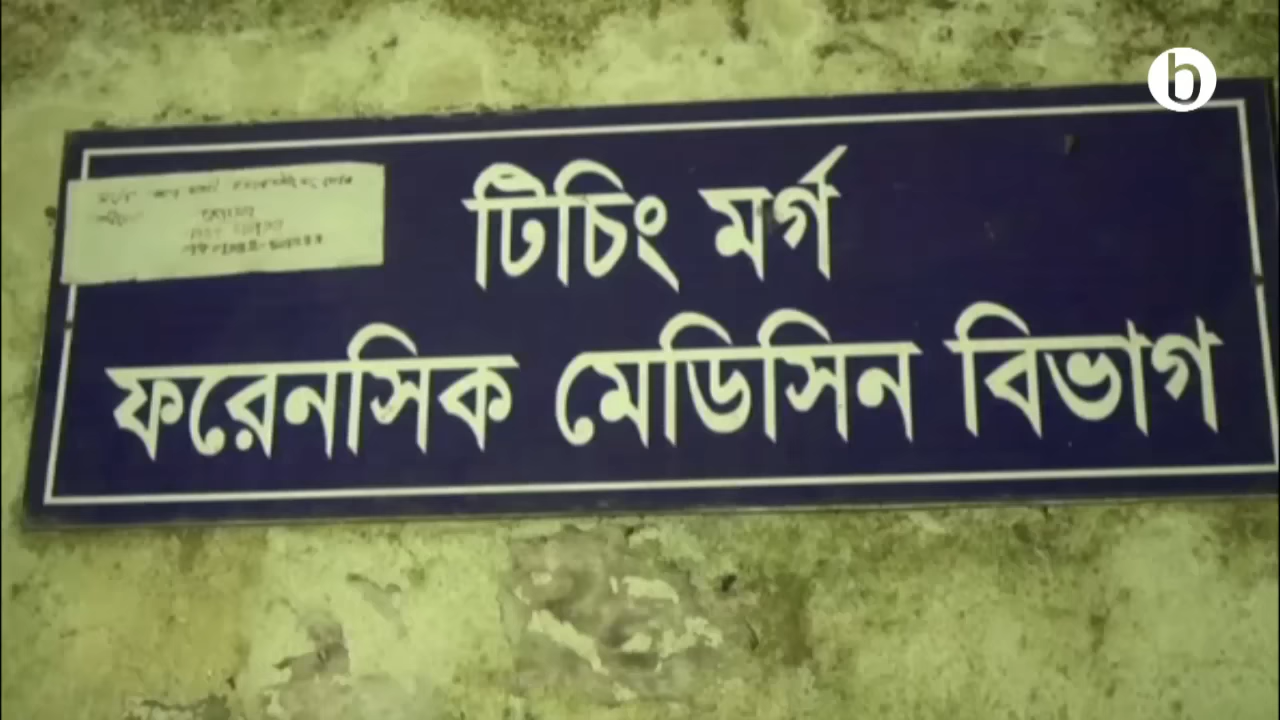 b
টিচিং মর্গ
ফরেনসিক মেডিসিন বিভাগ